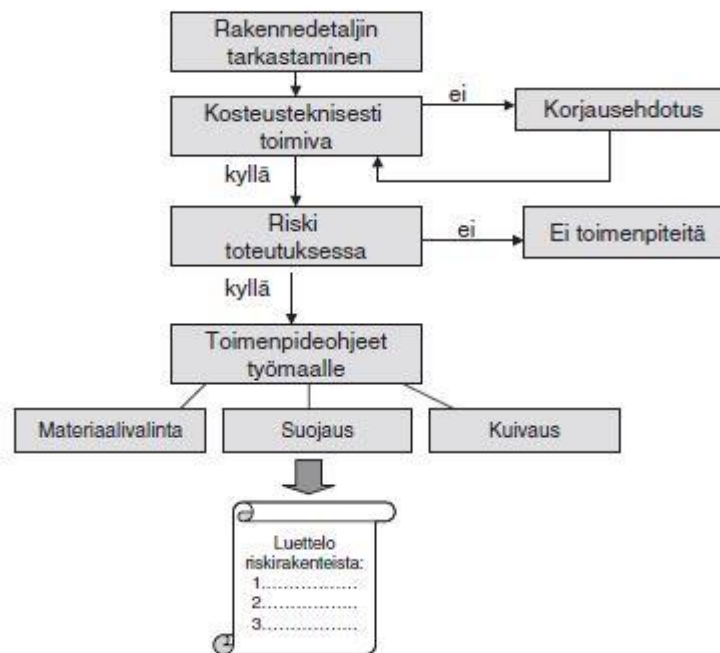 Rakennedetaljin
tarkastaminen
Kosteusteknisesti
toimiva
ei
Korjausehdotus
kyllä
Riski
toteutuksessa
ei
Ei toimenpiteitä
kyllä
Toimenpideohjeet
työmaalle
Materiaalivalinta
Suojaus
Kuivaus
Luettelo
riskirakenteista:
1..................
2..................
3..................